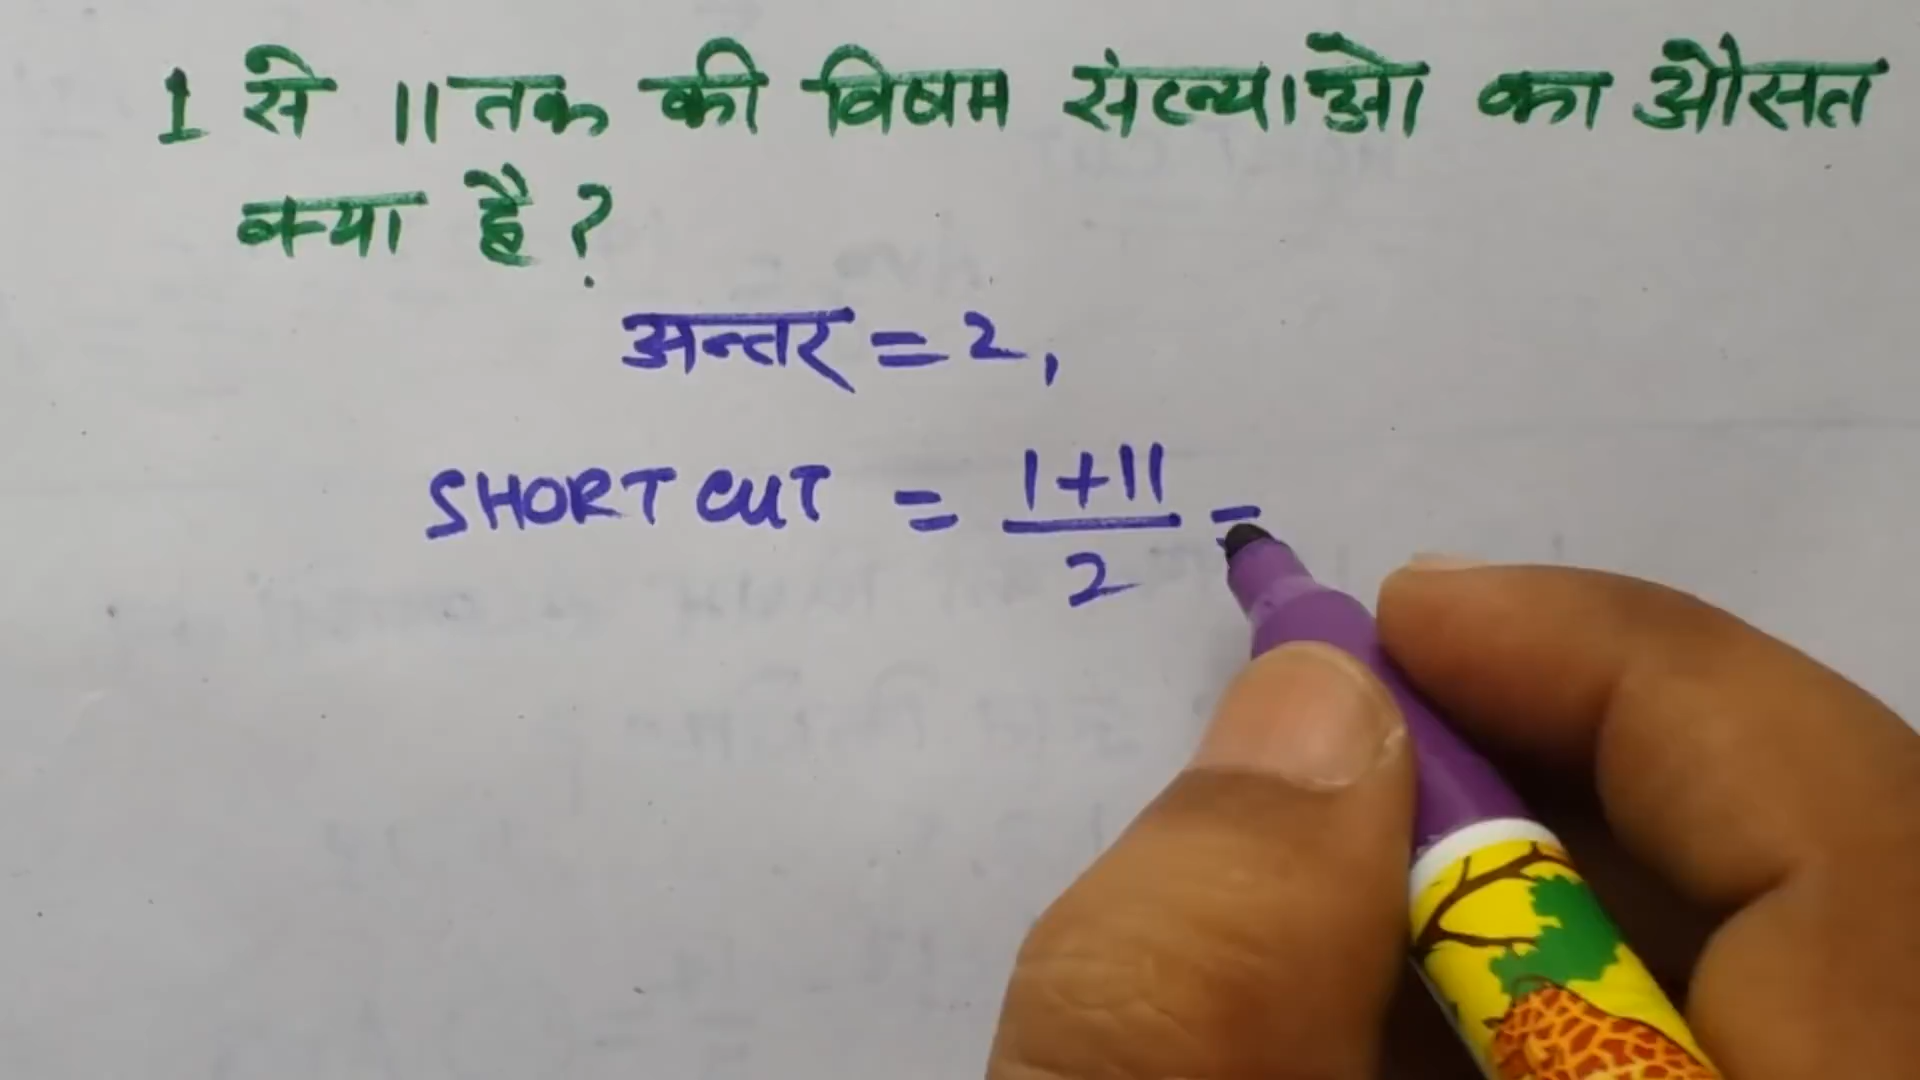 1 से 11 तक की विषम संख्याओ का औसत
क्या है ?
अन्तर = 2,
SHORT CUT = 1+11/2 =